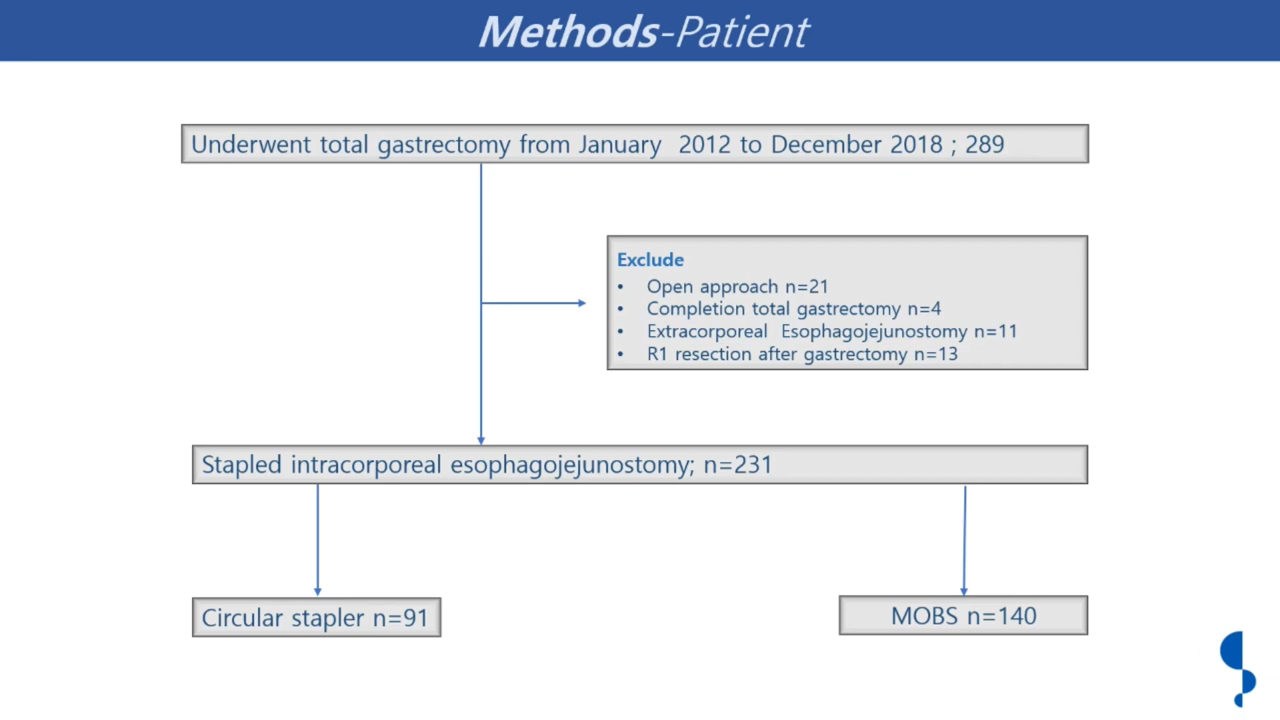 Methods-Patient
Underwent total gastrectomy from January 2012 to December 2018 ; 289
Exclude
• Open approach n=21
• Completion total gastrectomy n=4
• Extracorporeal Esophagojejunostomy n=11
• R1 resection after gastrectomy n=13
Stapled intracorporeal esophagojejunostomy; n=231
Circular stapler n=91
MOBS n=140